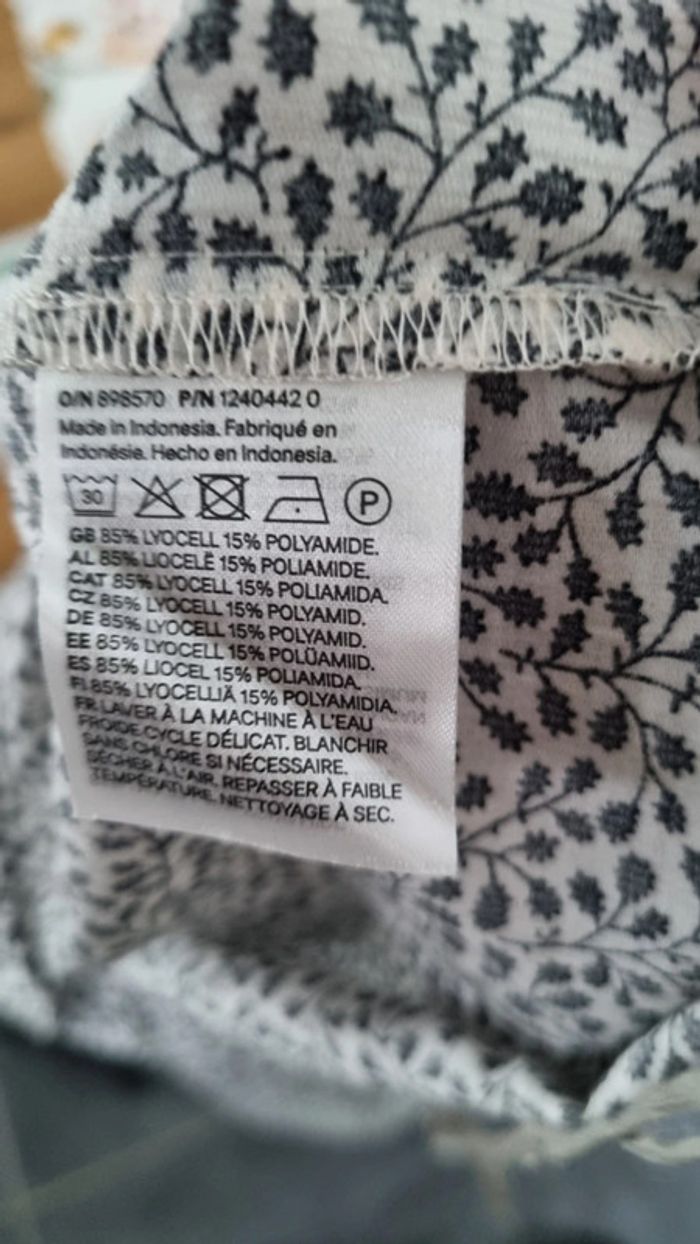 O/N 898570 P/N 1240442 0
Made in Indonesia. Fabriqué en
Indonésie. Hecho en Indonesia.
30 P
GB 85% LYOCELL 15% POLYAMIDE.
AL 85% LIOCELË 15% POLIAMIDE.
CAT 85% LYOCELL 15% POLIAMIDA.
CZ 85% LYOCELL 15% POLYAMID.
DE 85% LYOCELL 15% POLYAMID.
EE 85% LYOCELL 15% POLÜAMIID.
ES 85% LIOCEL 15% POLIAMIDA.
FI 85% LYOCELLIÄ 15% POLYAMIDIA.
FR LAVER À LA MACHINE À L'EAU
FROIDE.CYCLE DÉLICAT. BLANCHIR
SANS CHLORE SI NÉCESSAIRE.
SÉCHER À L'AIR. REPASSER À FAIBLE
TEMPÉRATURE. NETTOYAGE À SEC.